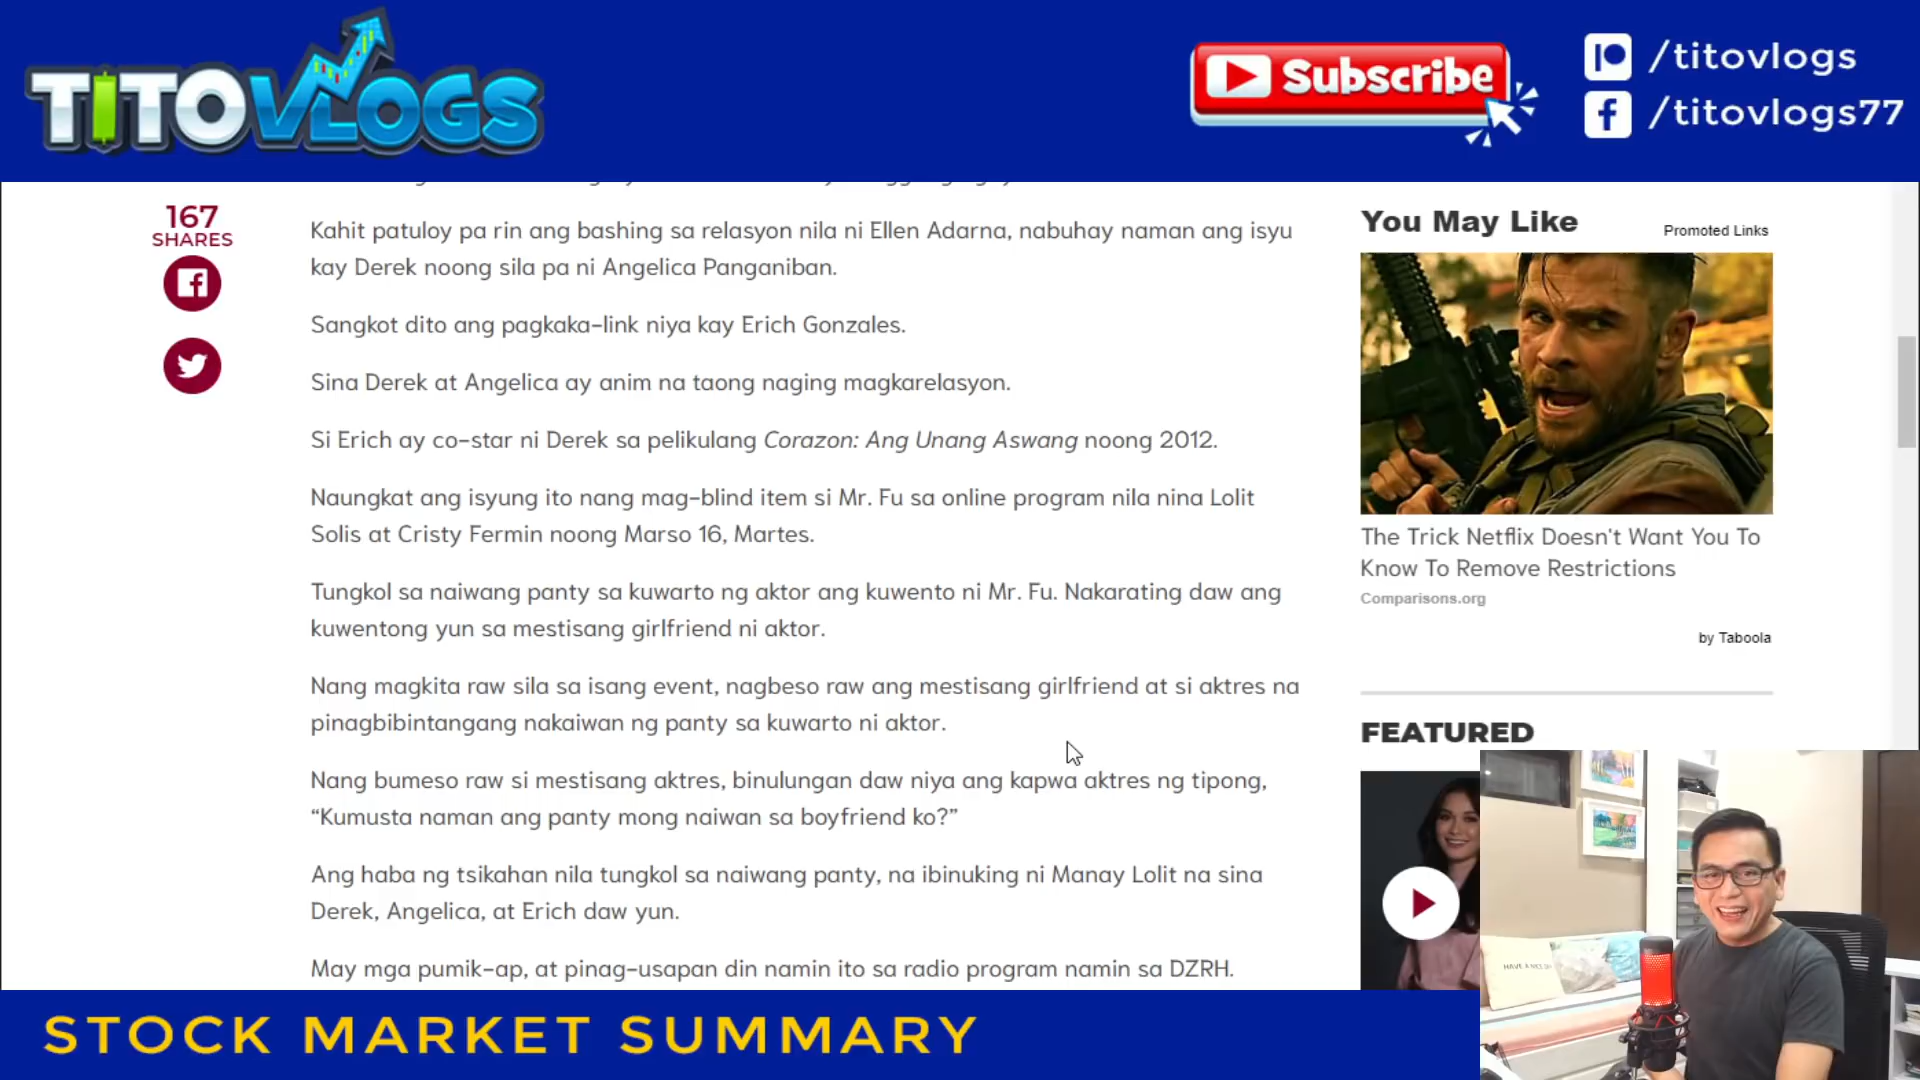 TITOVLOGS
Subscribe
/titovlogs
/titovlogs77
167
SHARES
Kahit patuloy pa rin ang bashing sa relasyon nila ni Ellen Adarna, nabuhay naman ang isyu
kay Derek noong sila pa ni Angelica Panganiban.
Sangkot dito ang pagkaka-link niya kay Erich Gonzales.
Sina Derek at Angelica ay anim na taong naging magkarelasyon.
Si Erich ay co-star ni Derek sa pelikulang Corazon: Ang Unang Aswang noong 2012.
Naungkat ang isyung ito nang mag-blind item si Mr. Fu sa online program nila nina Lolit
Solis at Cristy Fermin noong Marso 16, Martes.
Tungkol sa naiwang panty sa kuwarto ng aktor ang kuwento ni Mr. Fu. Nakarating daw ang
kuwentong yun sa mestisang girlfriend ni aktor.
Nang magkita raw sila sa isang event, nagbeso raw ang mestisang girlfriend at si aktres na
pinagbibintangang nakaiwan ng panty sa kuwarto ni aktor.
Nang bumeso raw si mestisang aktres, binulungan daw niya ang kapwa aktres ng tipong,
“Kumusta naman ang panty mong naiwan sa boyfriend ko?”
Ang haba ng tsikahan nila tungkol sa naiwang panty, na ibinuking ni Manay Lolit na sina
Derek, Angelica, at Erich daw yun.
May mga pumik-ap, at pinag-usapan din namin ito sa radio program namin sa DZRH.
You May Like
Promoted Links
The Trick Netflix Doesn't Want You To
Know To Remove Restrictions
Comparisons.org
by Taboola
FEATURED
STOCK MARKET SUMMARY